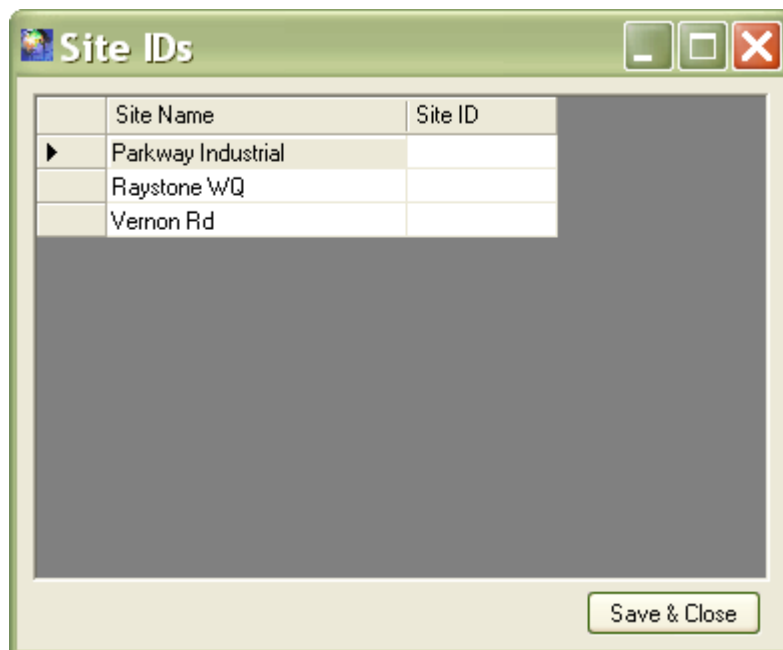 Site IDs
Site Name Site ID
Parkway Industrial
Raystone WQ
Vernon Rd
Save & Close